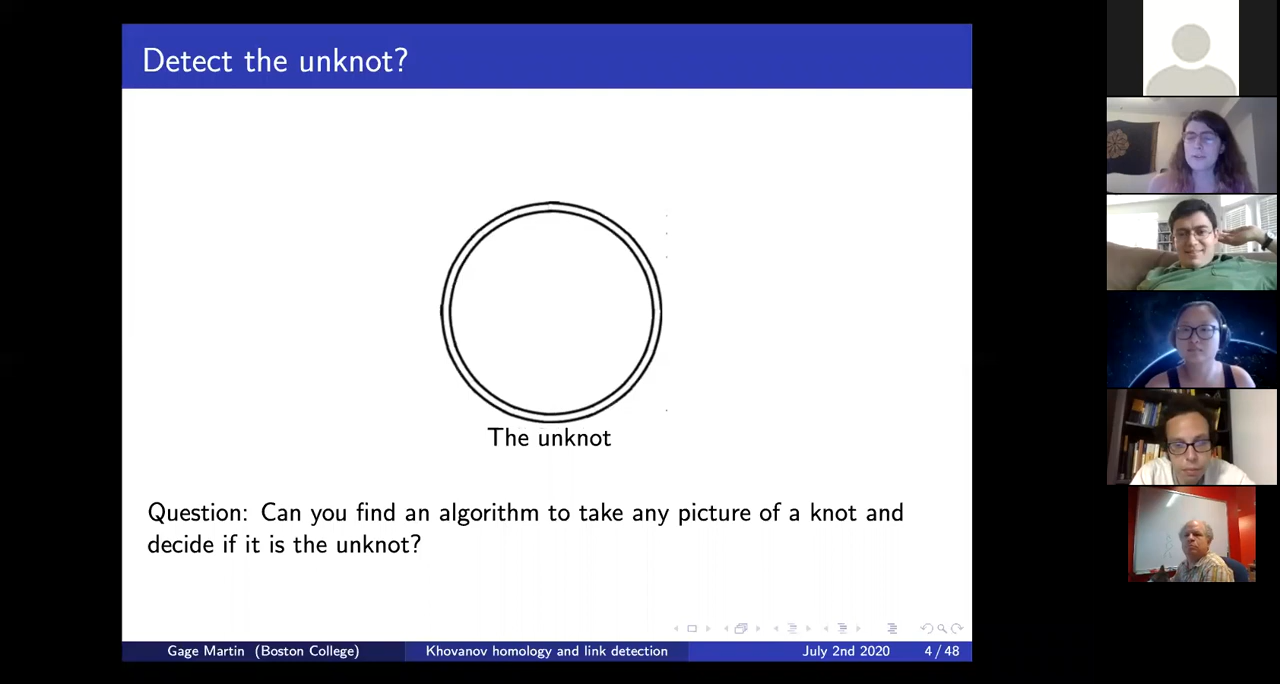 Detect the unknot?
The unknot
Question: Can you find an algorithm to take any picture of a knot and
decide if it is the unknot?
Gage Martin (Boston College) Khovanov homology and link detection July 2nd 2020 4 / 48